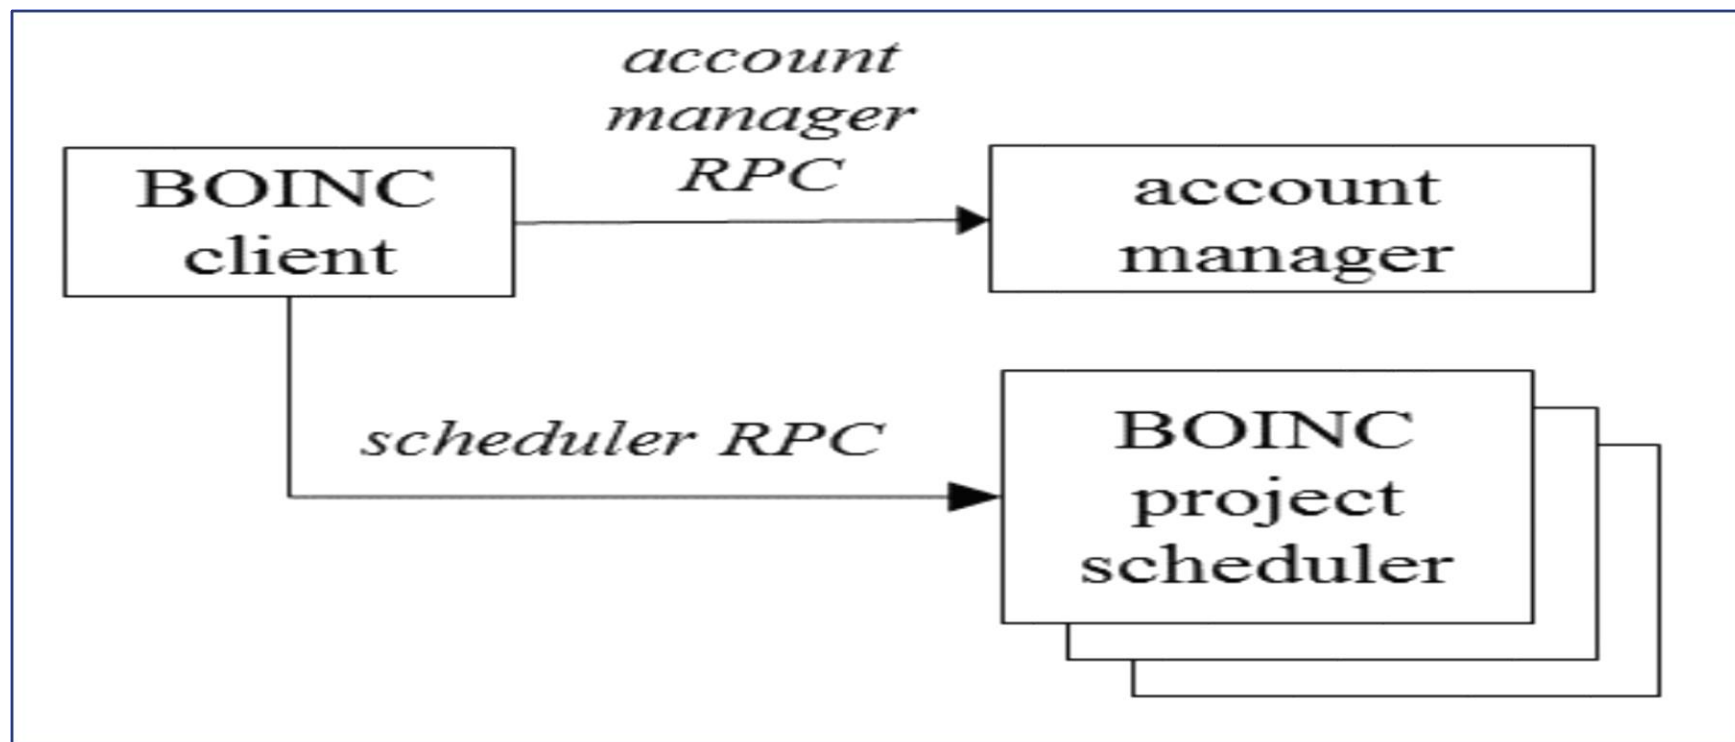 account
manager
RPC
BOINC
client
account
manager
scheduler RPC
BOINC
project
scheduler